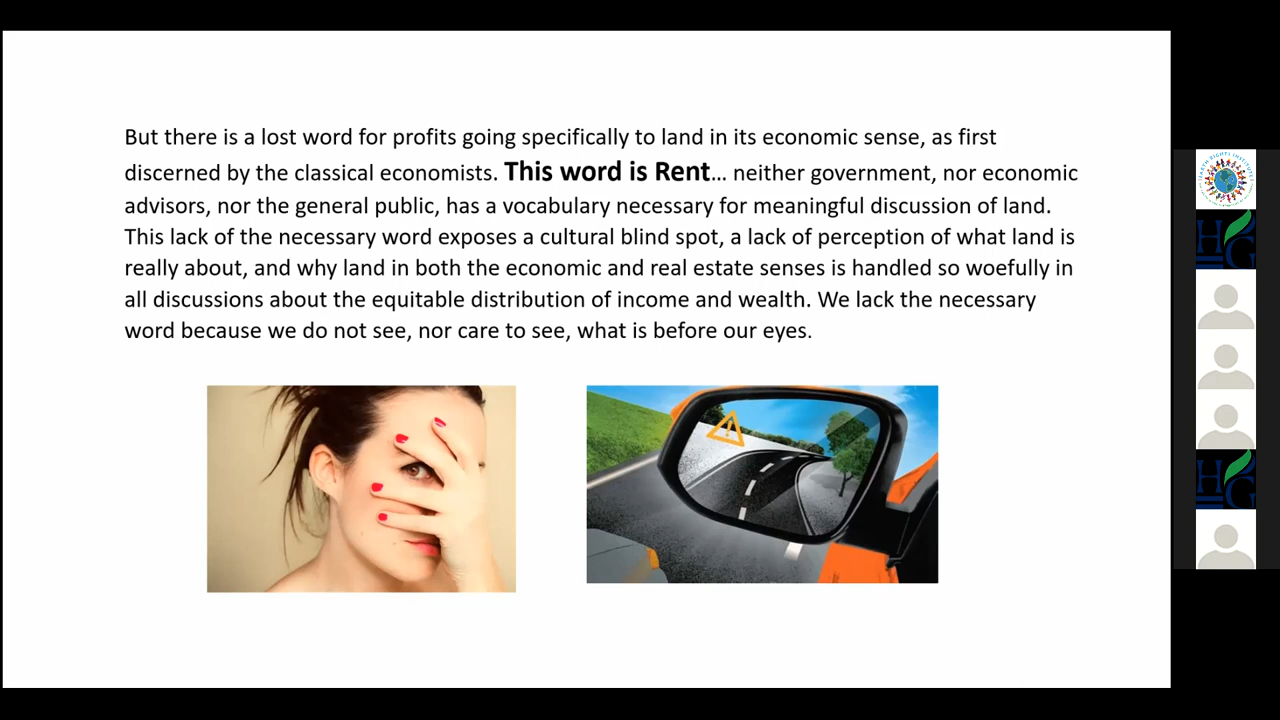 But there is a lost word for profits going specifically to land in its economic sense, as first
discerned by the classical economists. This word is Rent... neither government, nor economic
advisors, nor the general public, has a vocabulary necessary for meaningful discussion of land.
This lack of the necessary word exposes a cultural blind spot, a lack of perception of what land is
really about, and why land in both the economic and real estate senses is handled so woefully in
all discussions about the equitable distribution of income and wealth. We lack the necessary
word because we do not see, nor care to see, what is before our eyes.
EARTH RIGHTS INSTITUTE
HG
HG